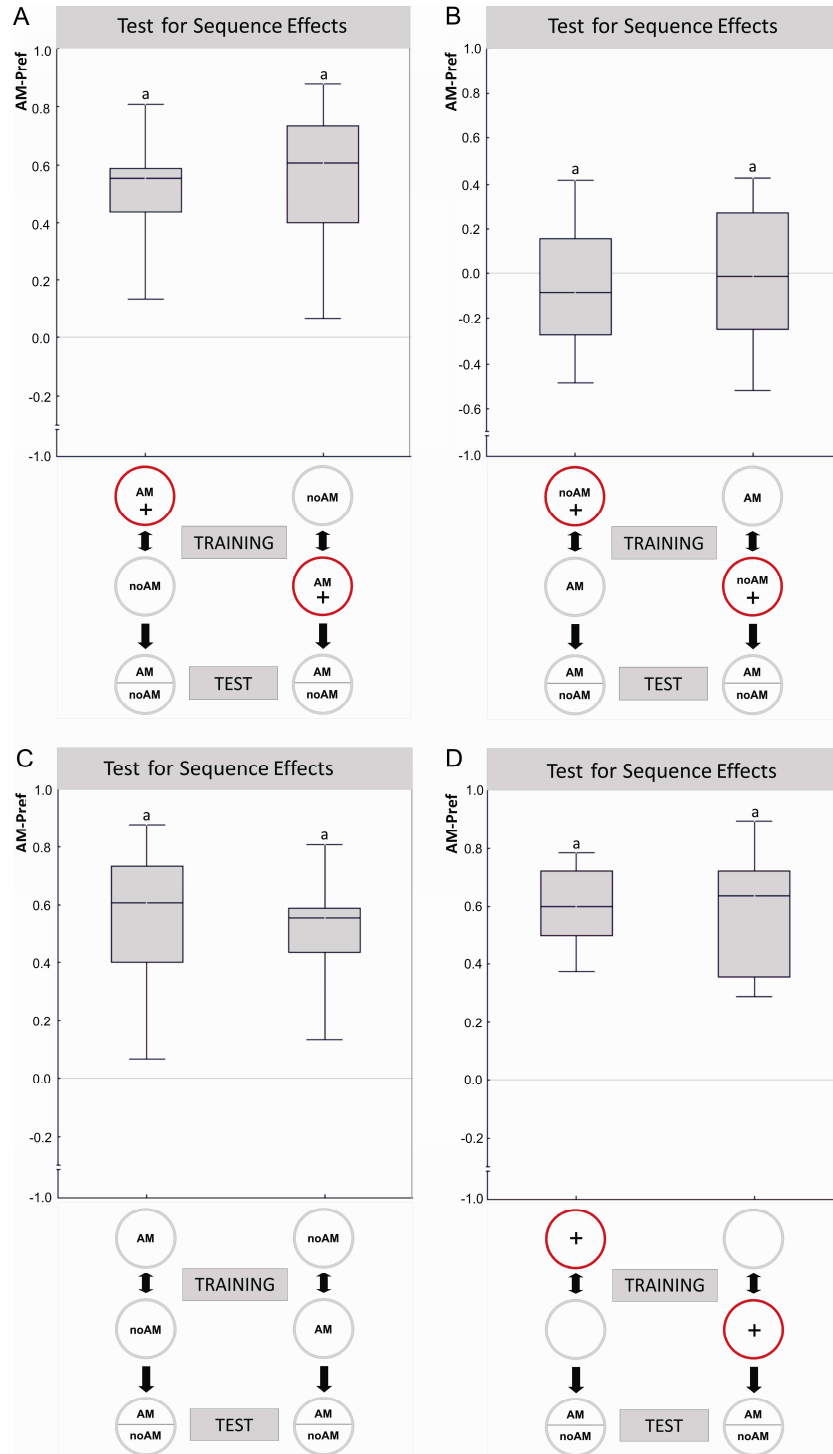 A
Test for Sequence Effects
AM-Pref
1.0
0.8
0.6
0.4
0.2
0.0
-0.2
-1.0
a
a
AM
+
noAM
TRAINING
noAM
AM
+
AM
noAM
TEST
AM
noAM
B
Test for Sequence Effects
AM-Pref
1.0
0.8
0.6
0.4
0.2
0.0
-0.2
-0.4
-0.6
-1.0
a
a
noAM
+
AM
TRAINING
AM
noAM
+
AM
noAM
TEST
AM
noAM
C
Test for Sequence Effects
AM-Pref
1.0
0.8
0.6
0.4
0.2
0.0
-0.2
-1.0
a
a
AM
noAM
TRAINING
noAM
AM
AM
noAM
TEST
AM
noAM
D
Test for Sequence Effects
AM-Pref
1.0
0.8
0.6
0.4
0.2
0.0
-0.2
-1.0
a
a
+
TRAINING
+
AM
noAM
TEST
AM
noAM